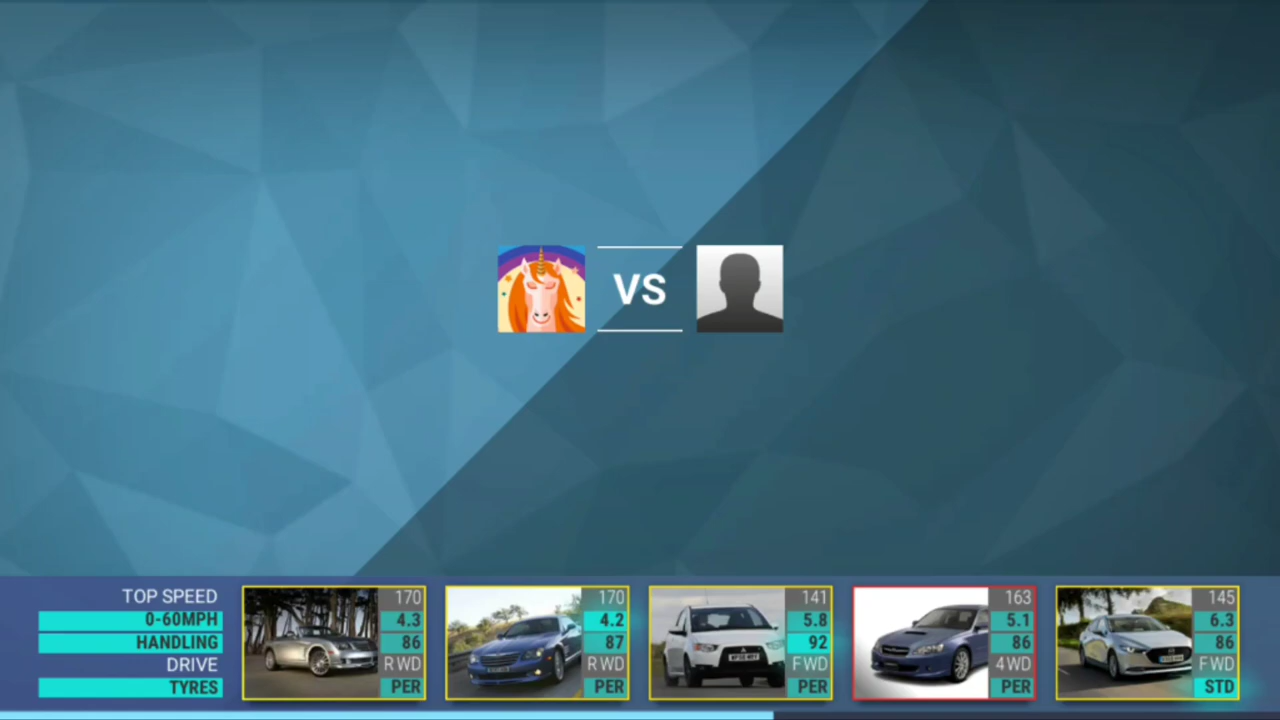 VS
TOP SPEED
0-60MPH
HANDLING
DRIVE
TYRES
170
4.3
86
RWD
PER
170
4.2
87
RWD
PER
141
5.8
92
FWD
PER
163
5.1
86
4WD
PER
145
6.3
86
FWD
STD